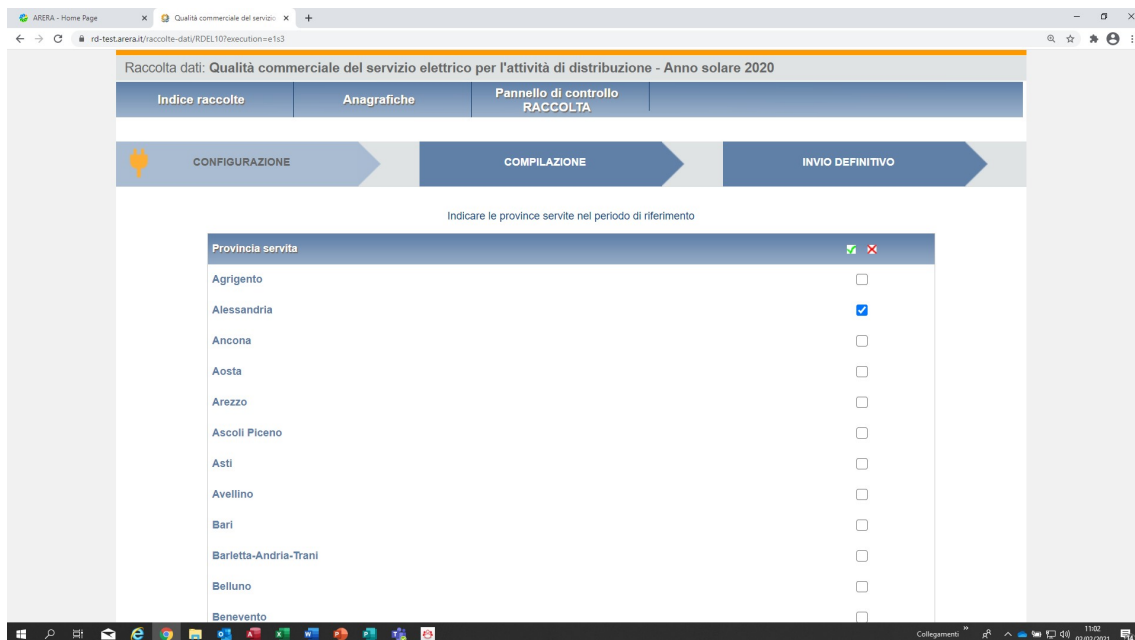 ARERA - Home Page
Qualità commerciale del servizio
rd-test.arera.it/raccolte-dati/RDEL10?execution=e1s3
Raccolta dati: Qualità commerciale del servizio elettrico per l'attività di distribuzione - Anno solare 2020
Indice raccolte
Anagrafiche
Pannello di controllo
RACCOLTA
CONFIGURAZIONE
COMPILAZIONE
INVIO DEFINITIVO
Indicare le province servite nel periodo di riferimento
Provincia servita
Agrigento
Alessandria
Ancona
Aosta
Arezzo
Ascoli Piceno
Asti
Avellino
Bari
Barletta-Andria-Trani
Belluno
Benevento
Collegamenti
11:02
02/02/2021